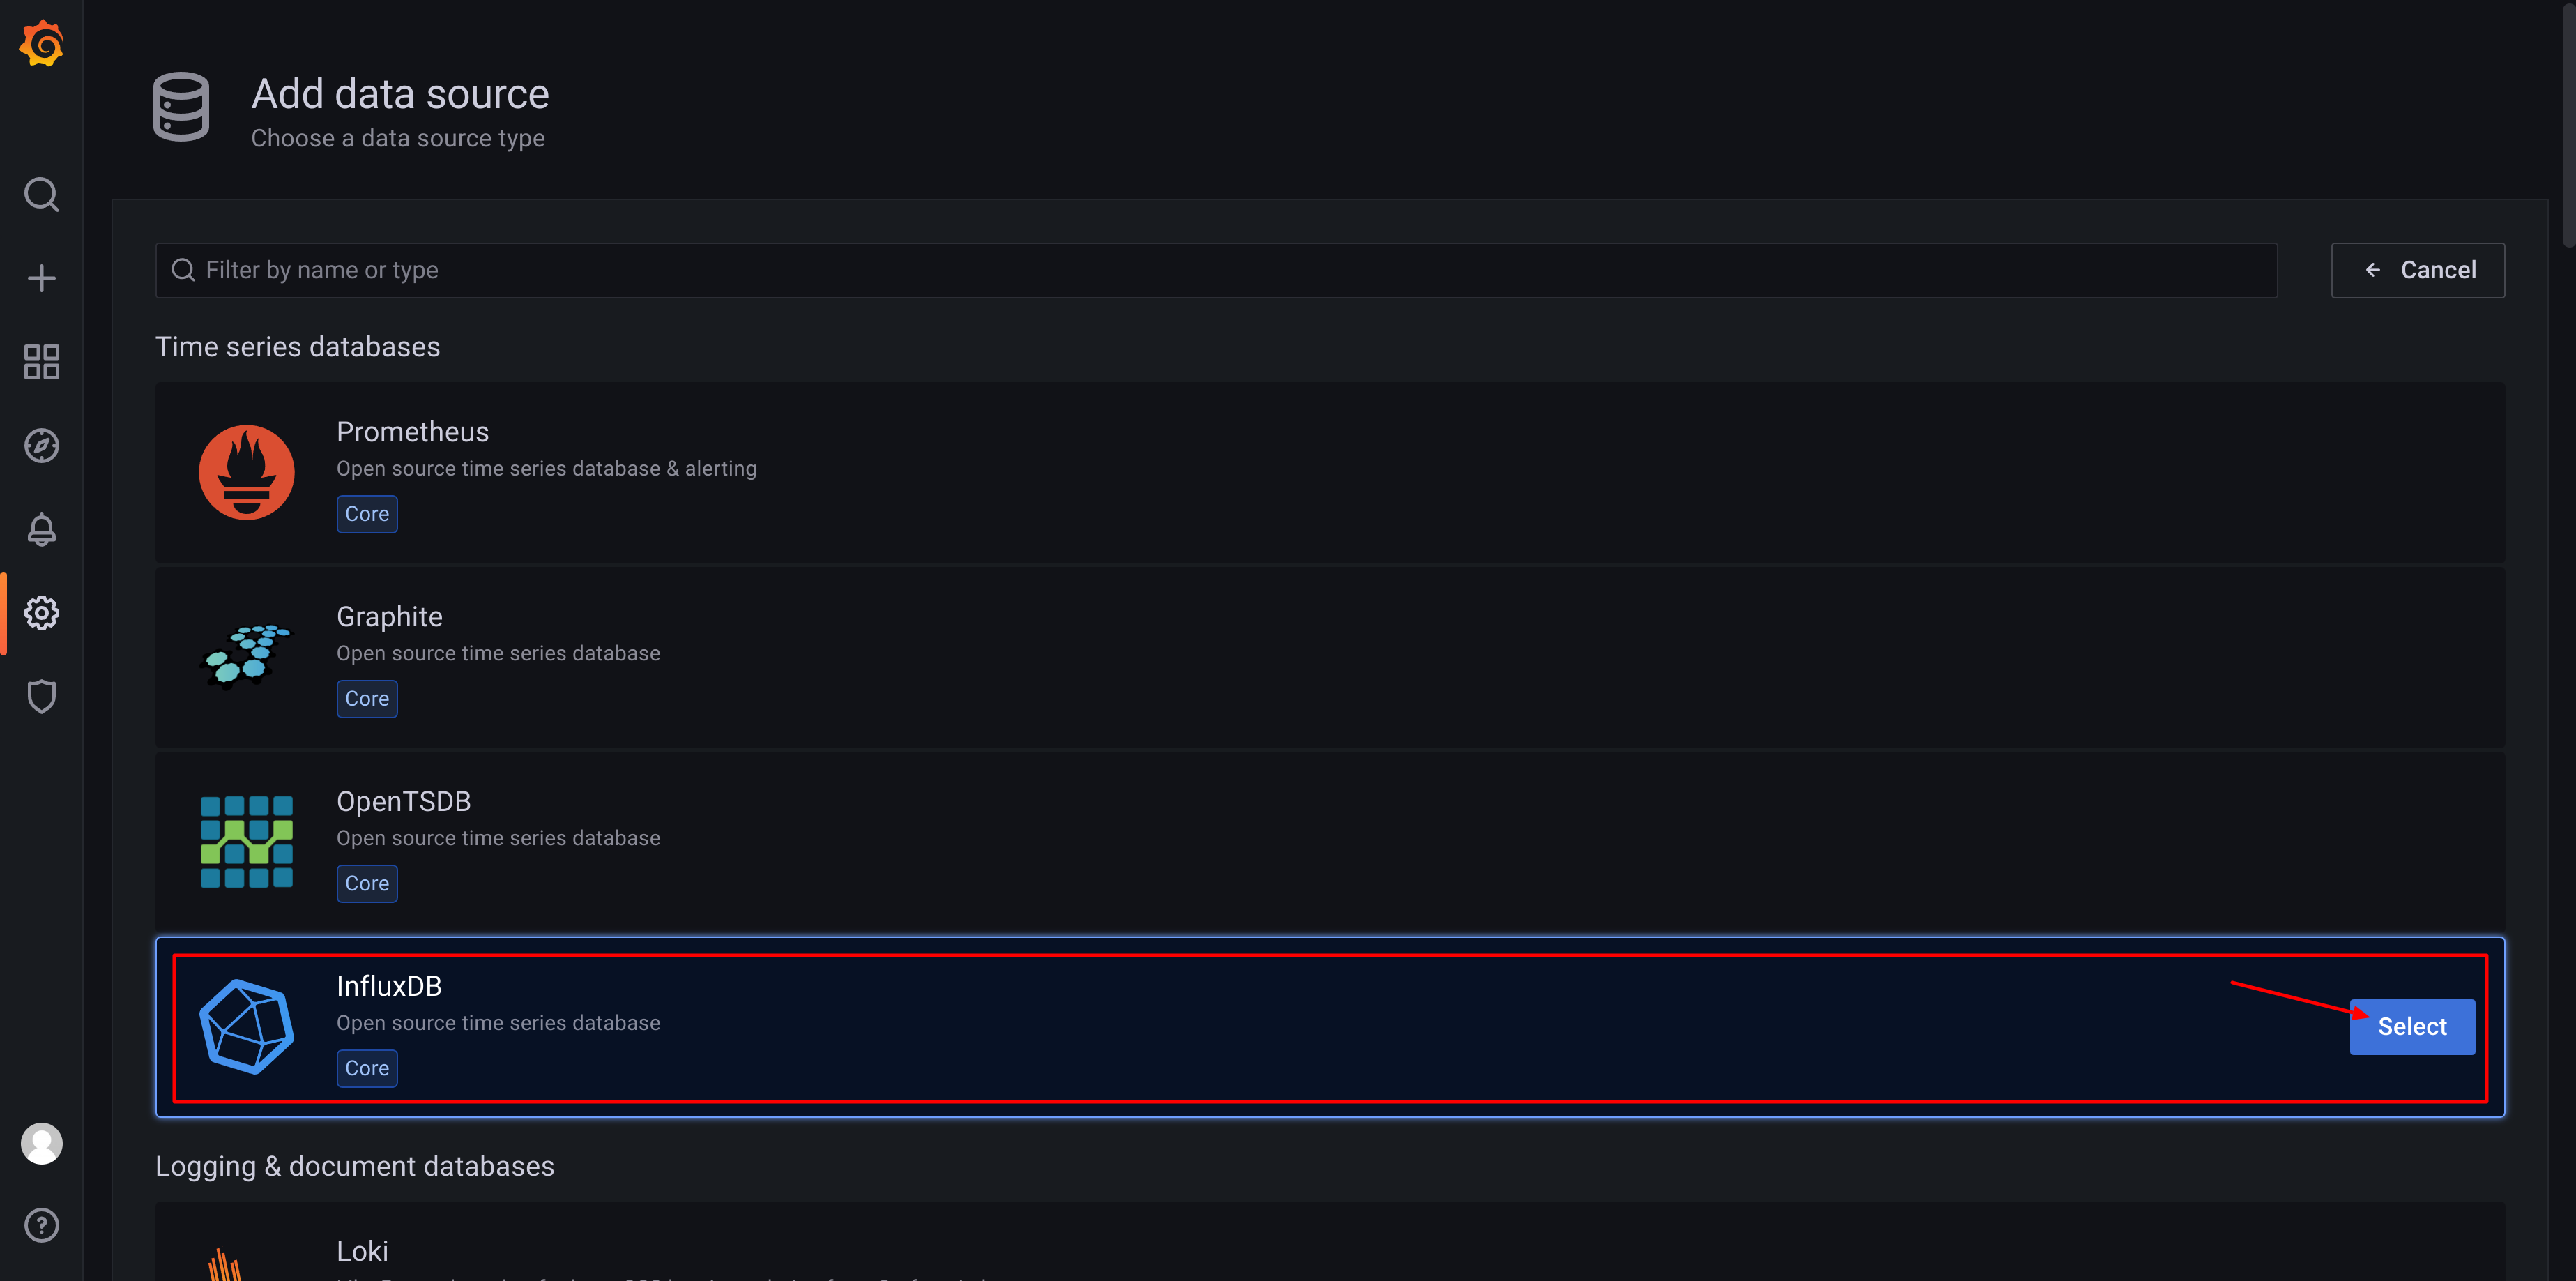 Add data source
Choose a data source type
Filter by name or type
Cancel
Time series databases
Prometheus
Open source time series database & alerting
Core
Graphite
Open source time series database
Core
OpenTSDB
Open source time series database
Core
InfluxDB
Open source time series database
Core
Select
Logging & document databases
Loki